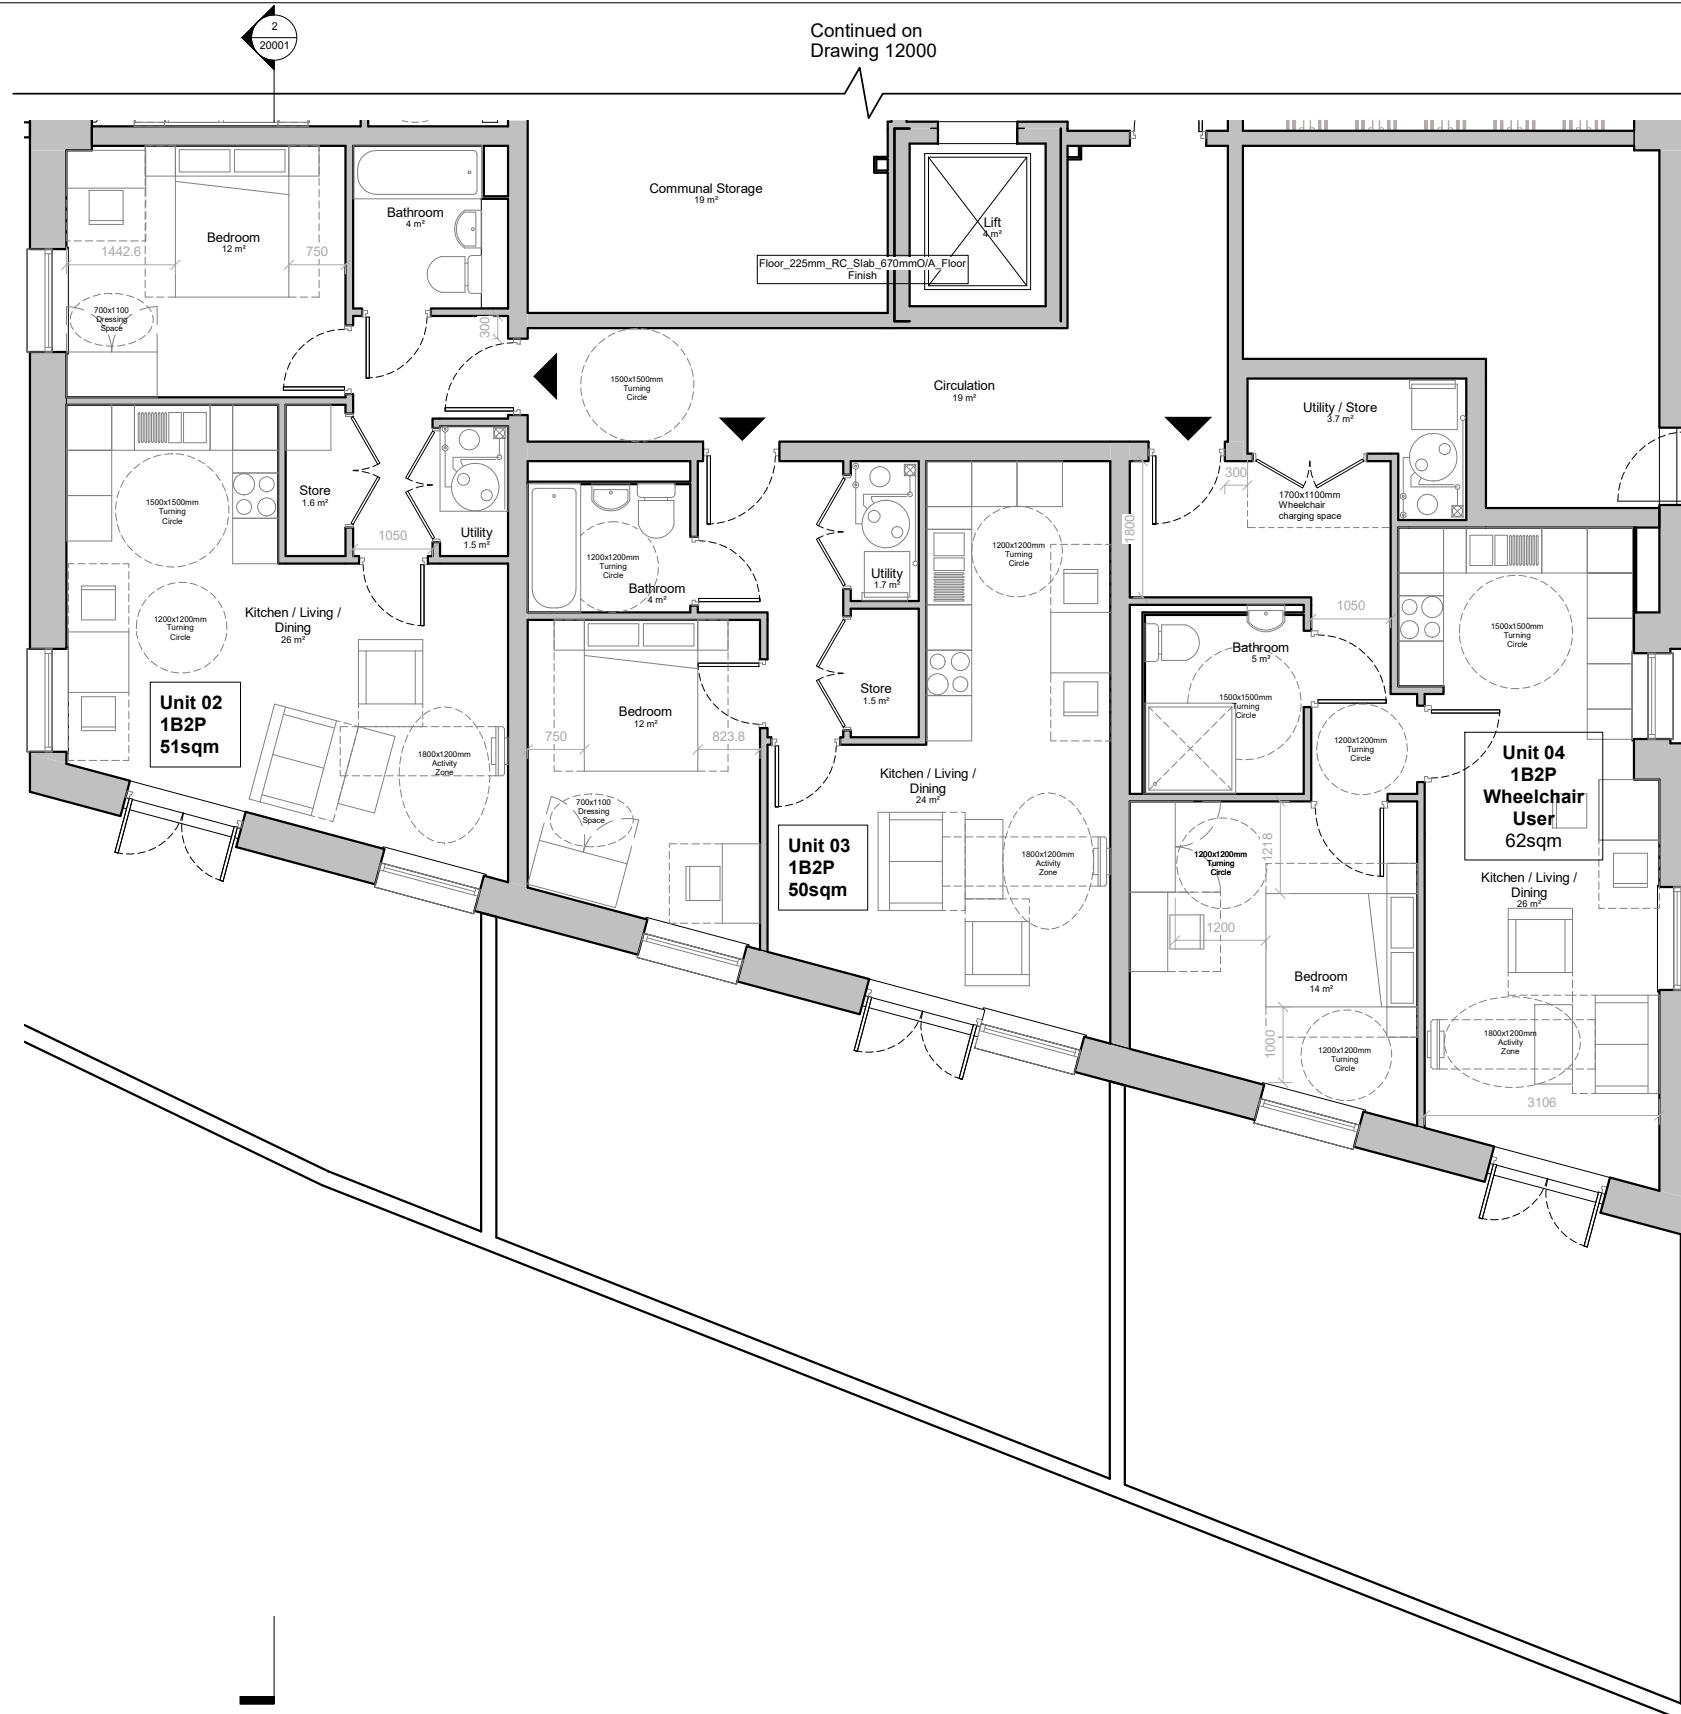 2
20001
Continued on
Drawing 12000
Communal Storage
19 m²
Lift
4 m²
Floor_225mm_RC_Slab_670mmO/A_Floor
Finish
Bathroom
4 m²
Bedroom
12 m²
1442.6
750
700x1100
Dressing
Space
300
1500x1500mm
Turning
Circle
Circulation
19 m²
Utility / Store
3.7 m²
300
1700x1100mm
Wheelchair
charging space
1800
1500x1500mm
Turning
Circle
Store
1.6 m²
Utility
1.5 m²
1050
1200x1200mm
Turning
Circle
Kitchen / Living /
Dining
26 m²
Unit 02
1B2P
51sqm
1800x1200mm
Activity
Zone
1200x1200mm
Turning
Circle
Bathroom
4 m²
Utility
1.7 m²
1200x1200mm
Turning
Circle
Store
1.5 m²
Bedroom
12 m²
750
823.8
700x1100
Dressing
Space
Kitchen / Living /
Dining
24 m²
Unit 03
1B2P
50sqm
1800x1200mm
Activity
Zone
1050
Bathroom
5 m²
1500x1500mm
Turning
Circle
1200x1200mm
Turning
Circle
1500x1500mm
Turning
Circle
Unit 04
1B2P
Wheelchair
User
62sqm
Kitchen / Living /
Dining
26 m²
1200x1200mm
Turning
Circle
1218
1200
Bedroom
14 m²
1000
1200x1200mm
Turning
Circle
1800x1200mm
Activity
Zone
3106